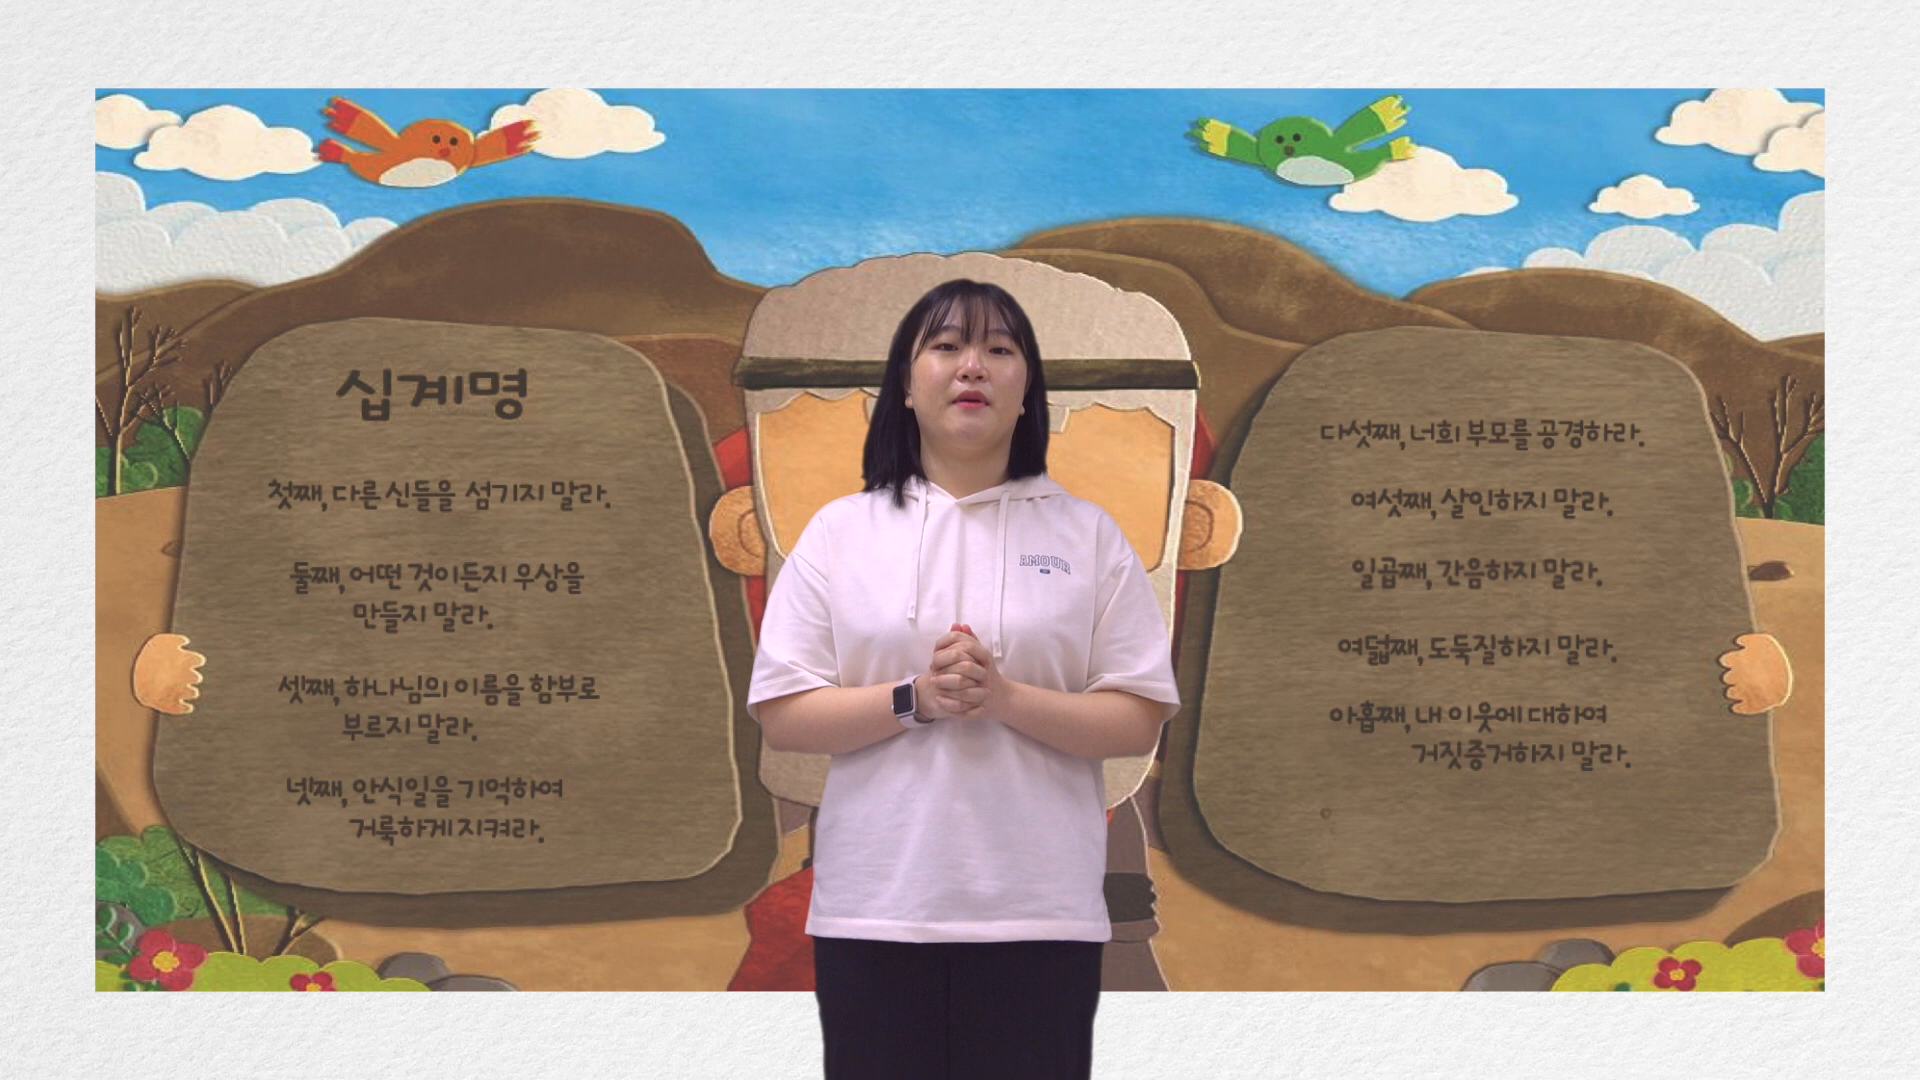 십계명
첫째, 다른 신들을 섬기지 말라.
둘째, 어떤 것이든지 우상을
만들지 말라.
셋째, 하나님의 이름을 함부로
부르지 말라.
넷째, 안식일을 기억하여
거룩하게 지켜라.
다섯째, 너희 부모를 공경하라.
여섯째, 살인하지 말라.
일곱째, 간음하지 말라.
여덟째, 도둑질하지 말라.
아홉째, 내 이웃에 대하여
거짓증거하지 말라.
AMOUR